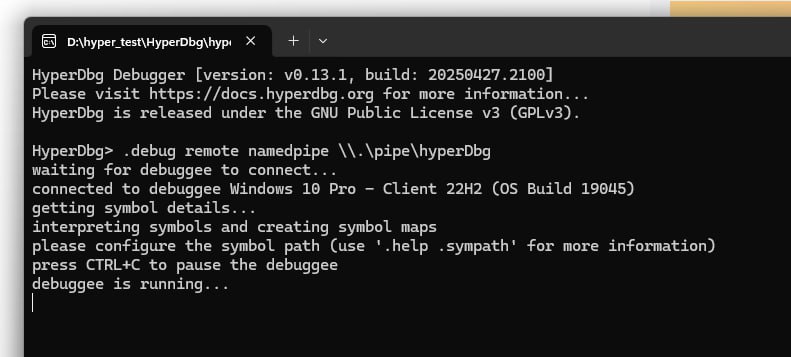 D:\hyper_test\HyperDbg\hype
HyperDbg Debugger [version: v0.13.1, build: 20250427.2100]
Please visit https://docs.hyperdbg.org for more information...
HyperDbg is released under the GNU Public License v3 (GPLv3).
HyperDbg> .debug remote namedpipe \\.\pipe\hyperDbg
waiting for debuggee to connect...
connected to debuggee Windows 10 Pro - Client 22H2 (OS Build 19045)
getting symbol details...
interpreting symbols and creating symbol maps
please configure the symbol path (use '.help .sympath' for more information)
press CTRL+C to pause the debuggee
debuggee is running...